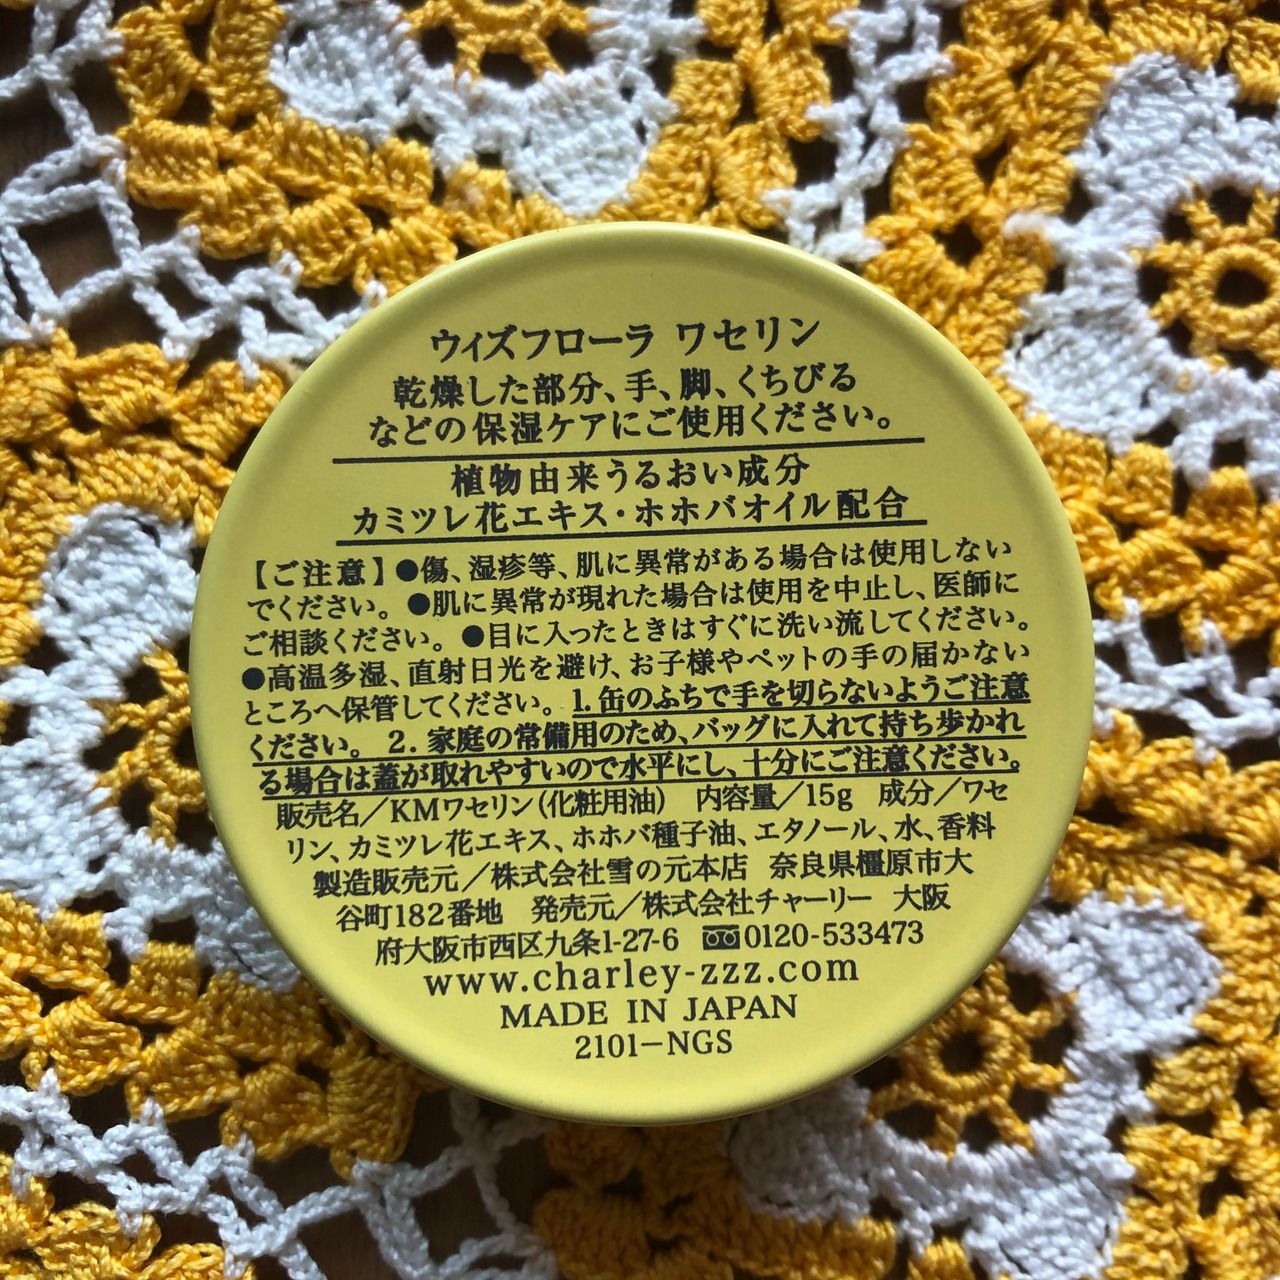 ウィズフローラ ワセリン
乾燥した部分、手、脚、くちびる
などの保湿ケアにご使用ください。
植物由来うるおい成分
カミツレ花エキス・ホホバオイル配合
【ご注意】●傷、湿疹等、肌に異常がある場合は使用しない
でください。●肌に異常が現れた場合は使用を中止し、医師に
ご相談ください。●目に入ったときはすぐに洗い流してください。
●高温多湿、直射日光を避け、お子様やペットの手の届かない
ところへ保管してください。1. 缶のふちで手を切らないようご注意
ください。 2. 家庭の常備用のため、バッグに入れて持ち歩かれ
る場合は蓋が取れやすいので水平にし、十分にご注意ください。
販売名／KMワセリン(化粧用油) 内容量／15g 成分／ワセ
リン、カミツレ花エキス、ホホバ種子油、エタノール、水、香料
製造販売元／株式会社雪の元本店 奈良県橿原市大
谷町182番地 発売元／株式会社チャーリー 大阪
府大阪市西区九条1-27-6 0120-533473
www.charley-zzz.com
MADE IN JAPAN
2101-NGS